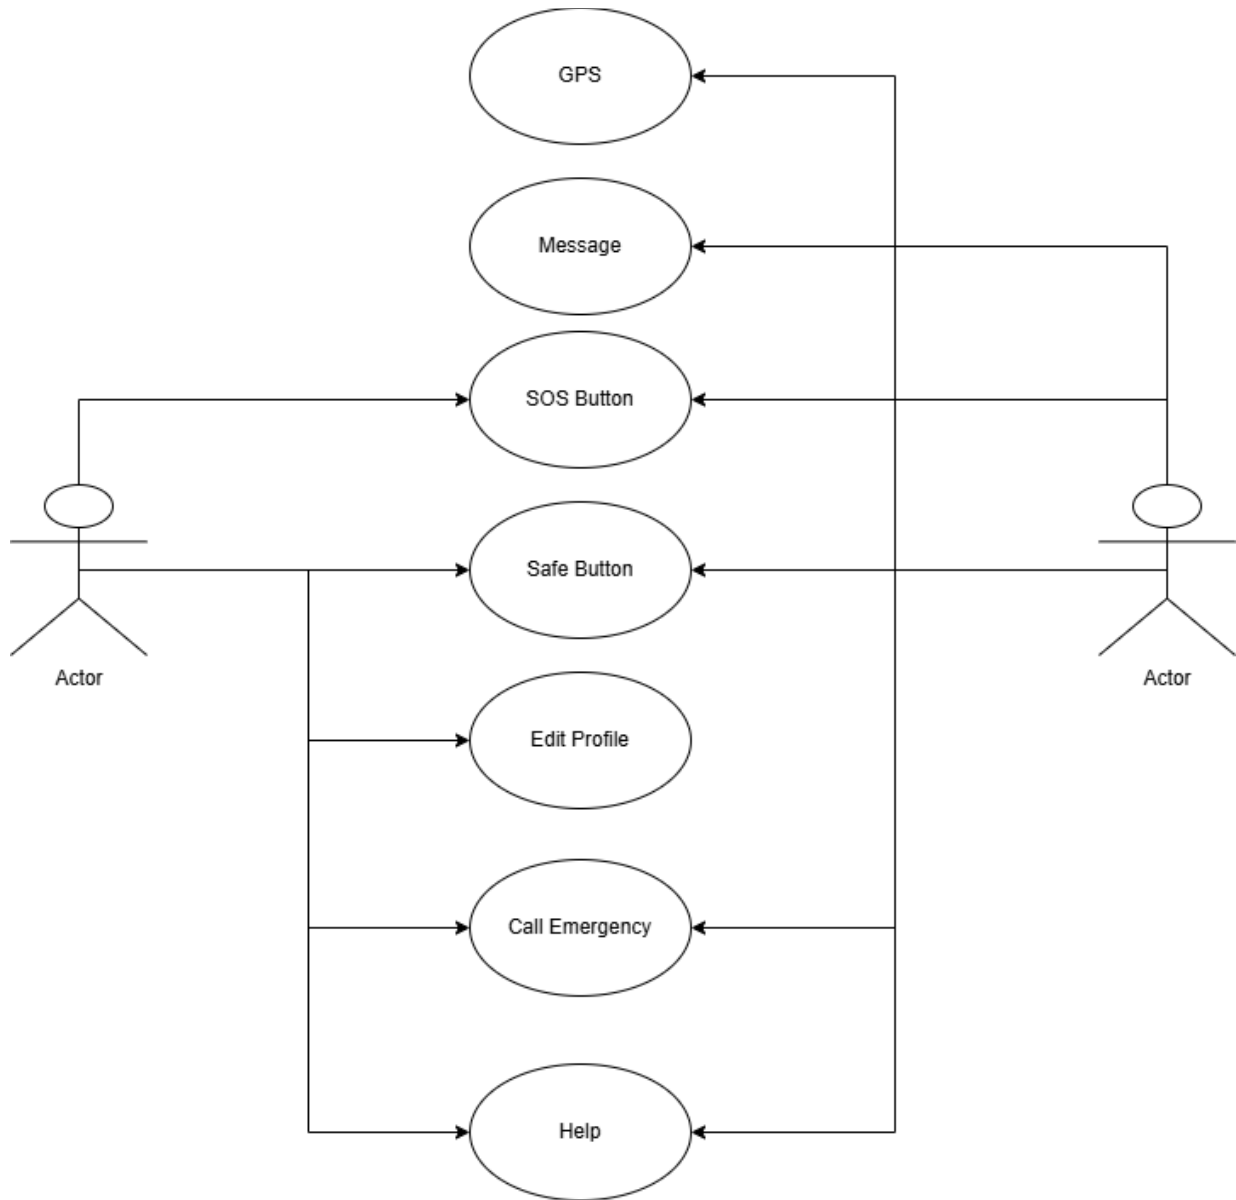 GPS
Message
SOS Button
Safe Button
Actor
Actor
Edit Profile
Call Emergency
Help